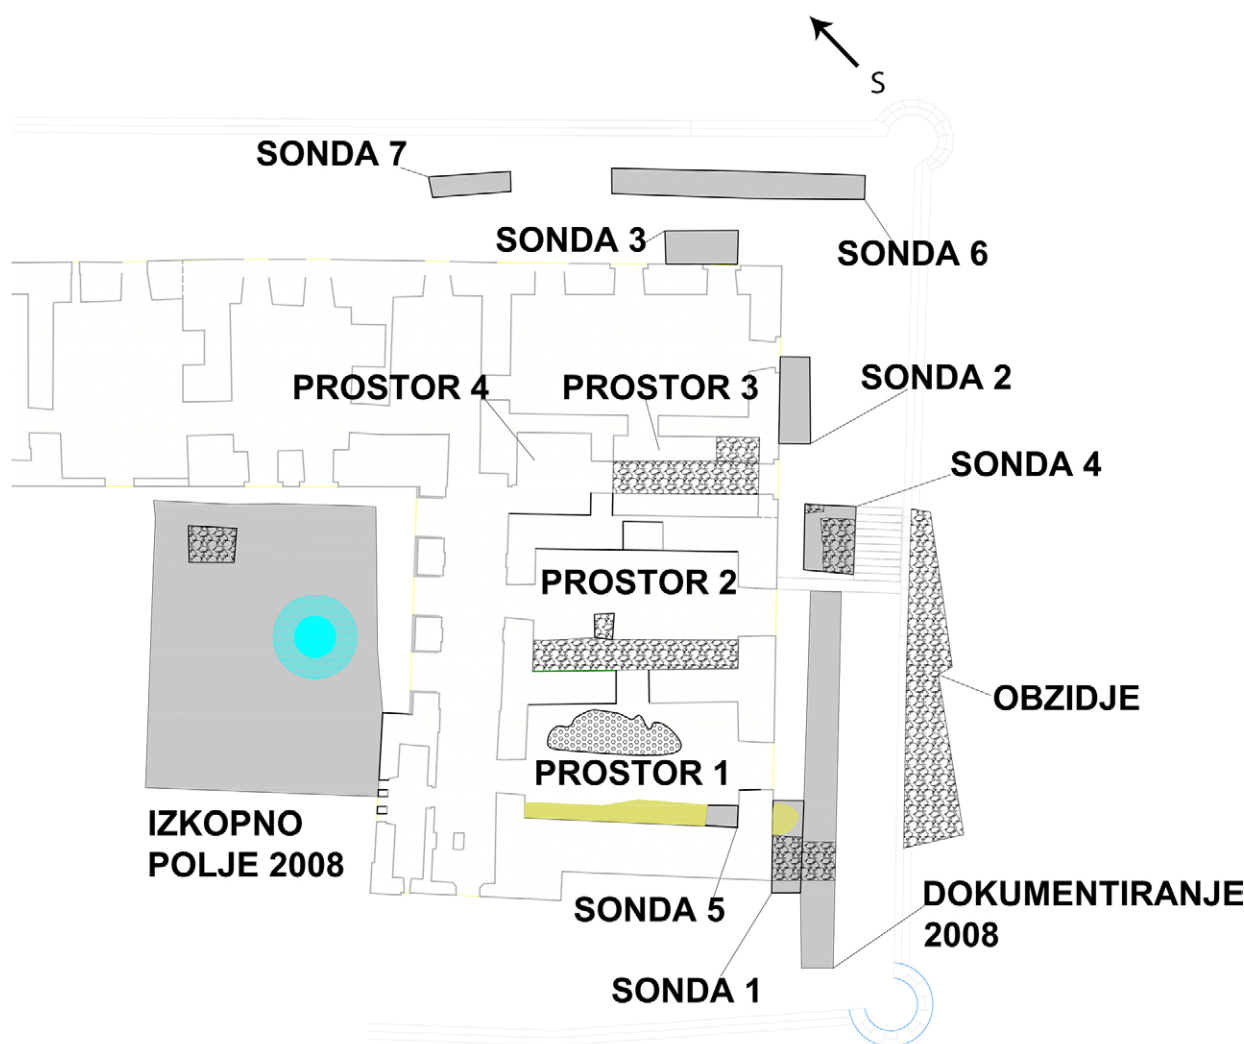 S
SONDA 7
SONDA 3
SONDA 6
PROSTOR 4
PROSTOR 3
SONDA 2
SONDA 4
PROSTOR 2
OBZIDJE
PROSTOR 1
IZKOPNO
POLJE 2008
SONDA 5
DOKUMENTIRANJE
2008
SONDA 1